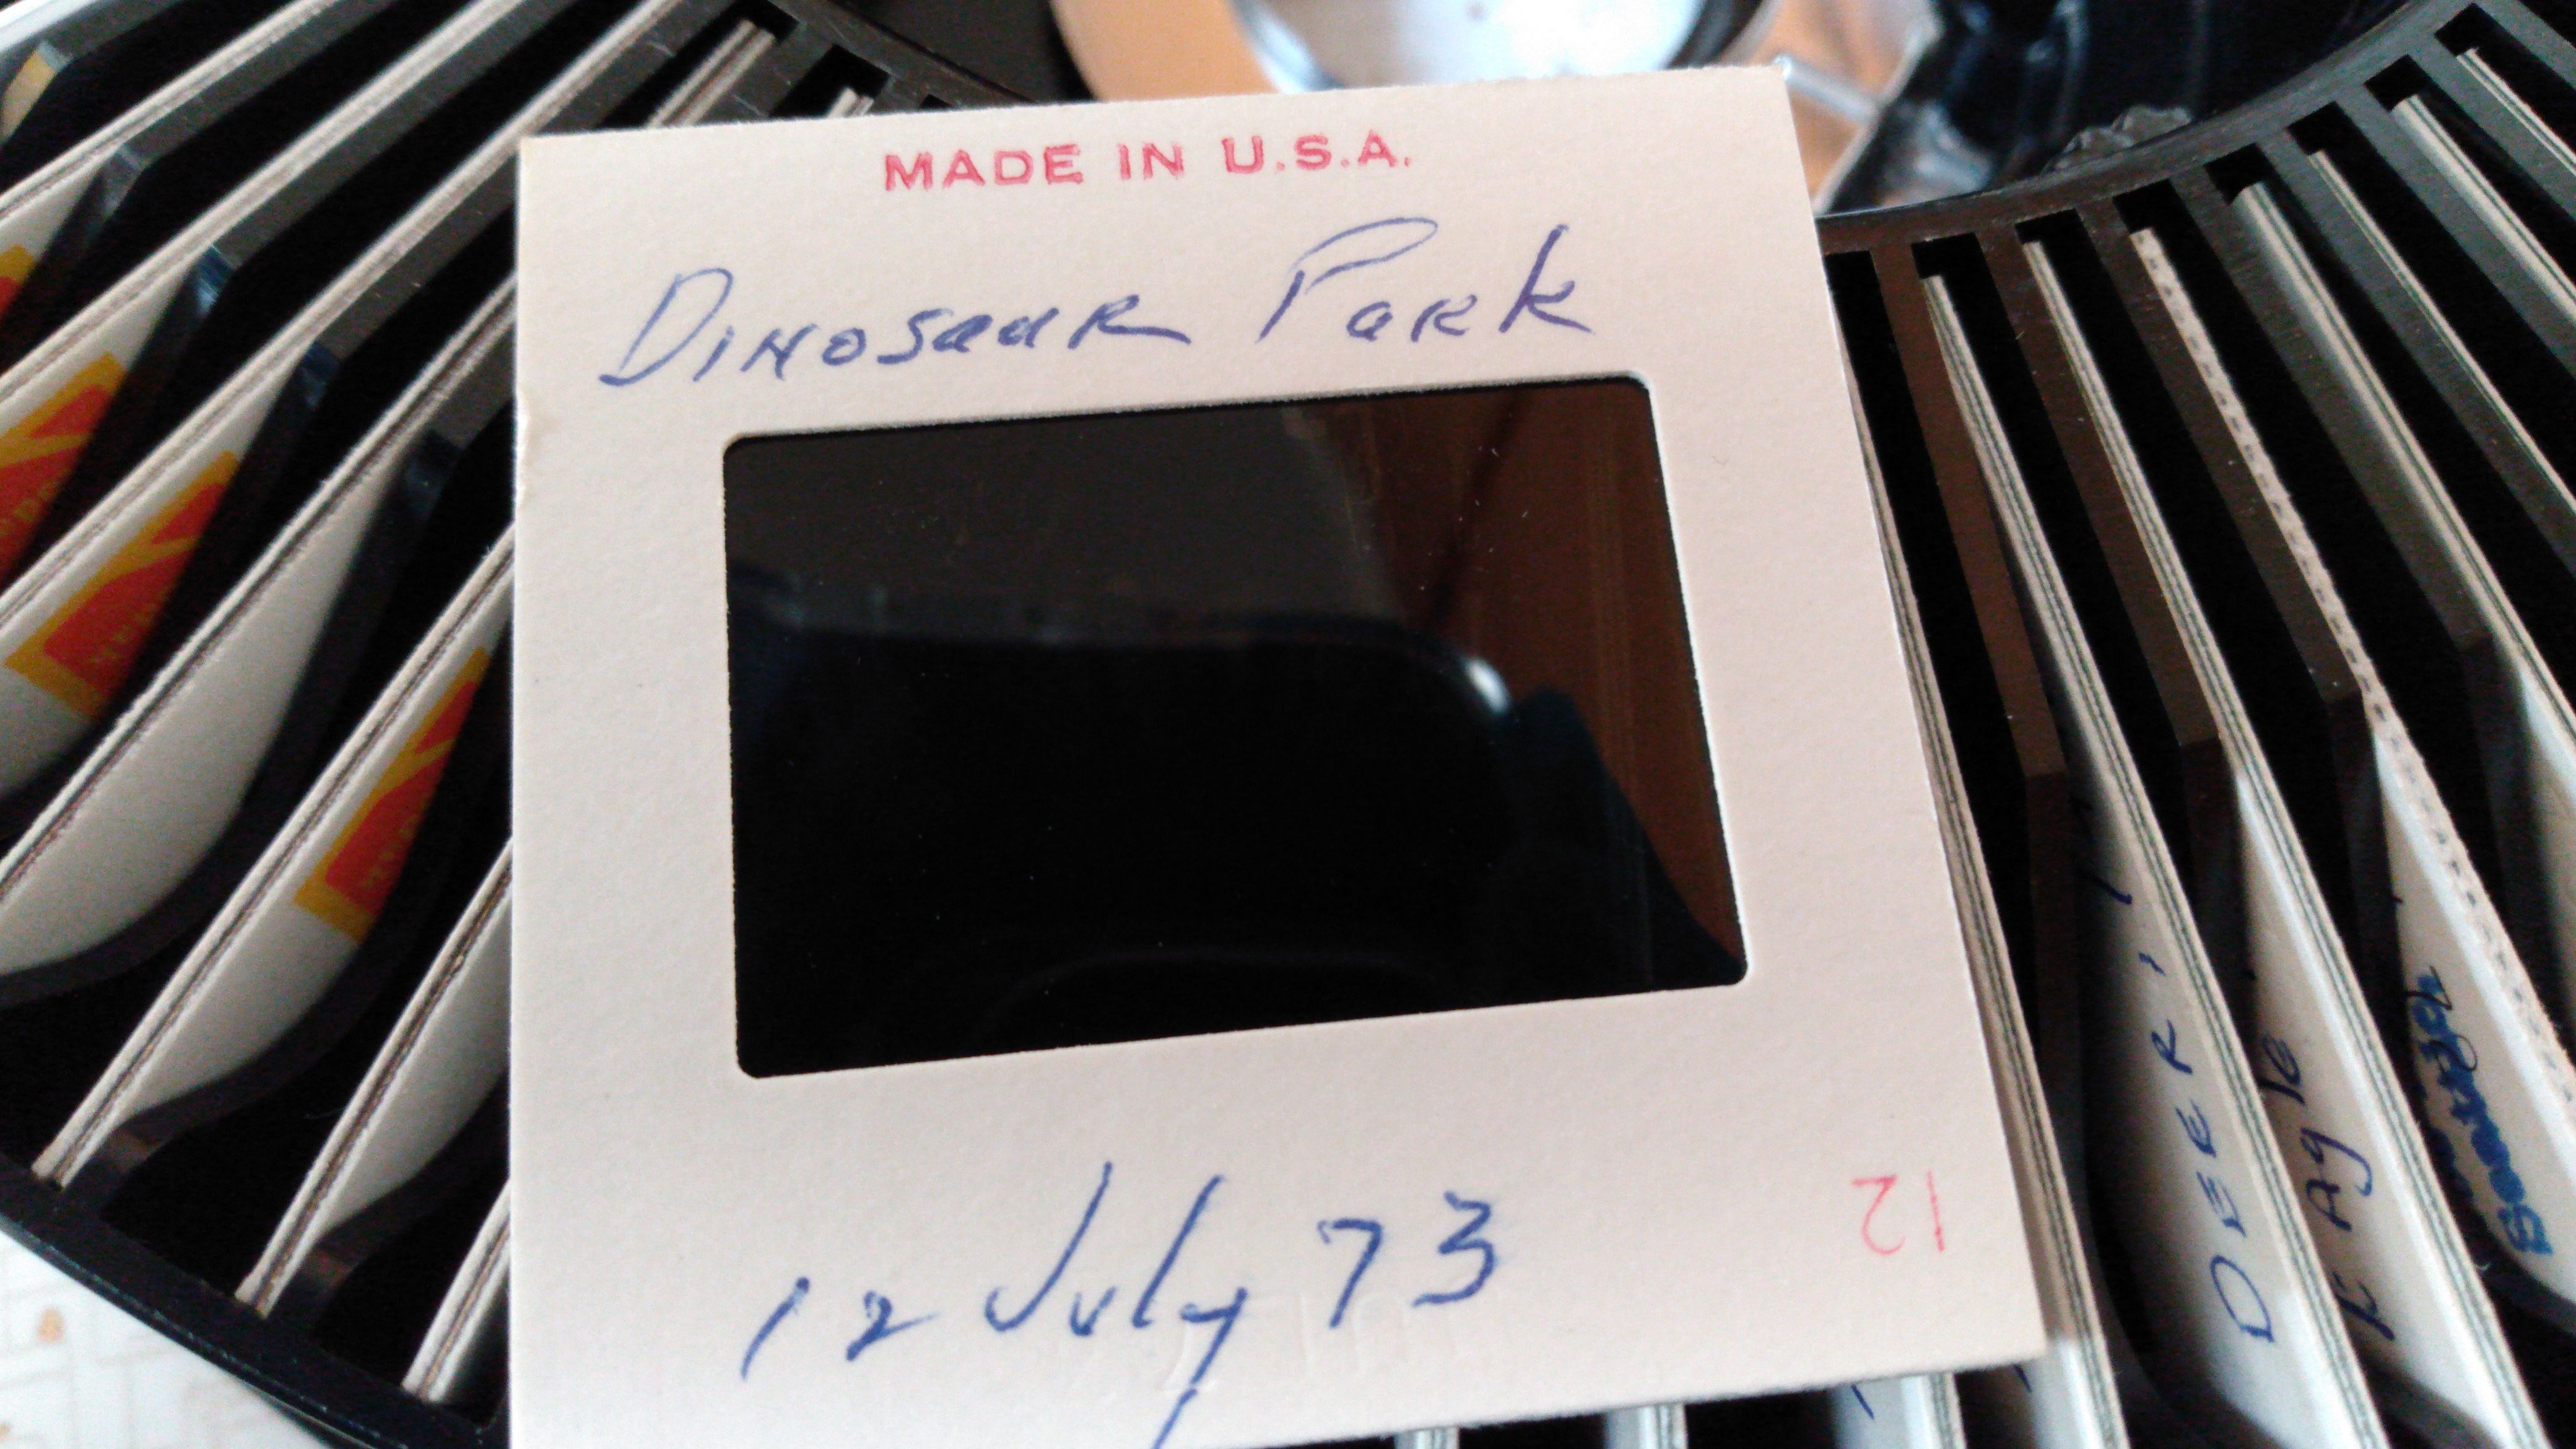 MADE IN U.S.A.
Dinosaur Park
12 July 73
12
DEER
EAgle